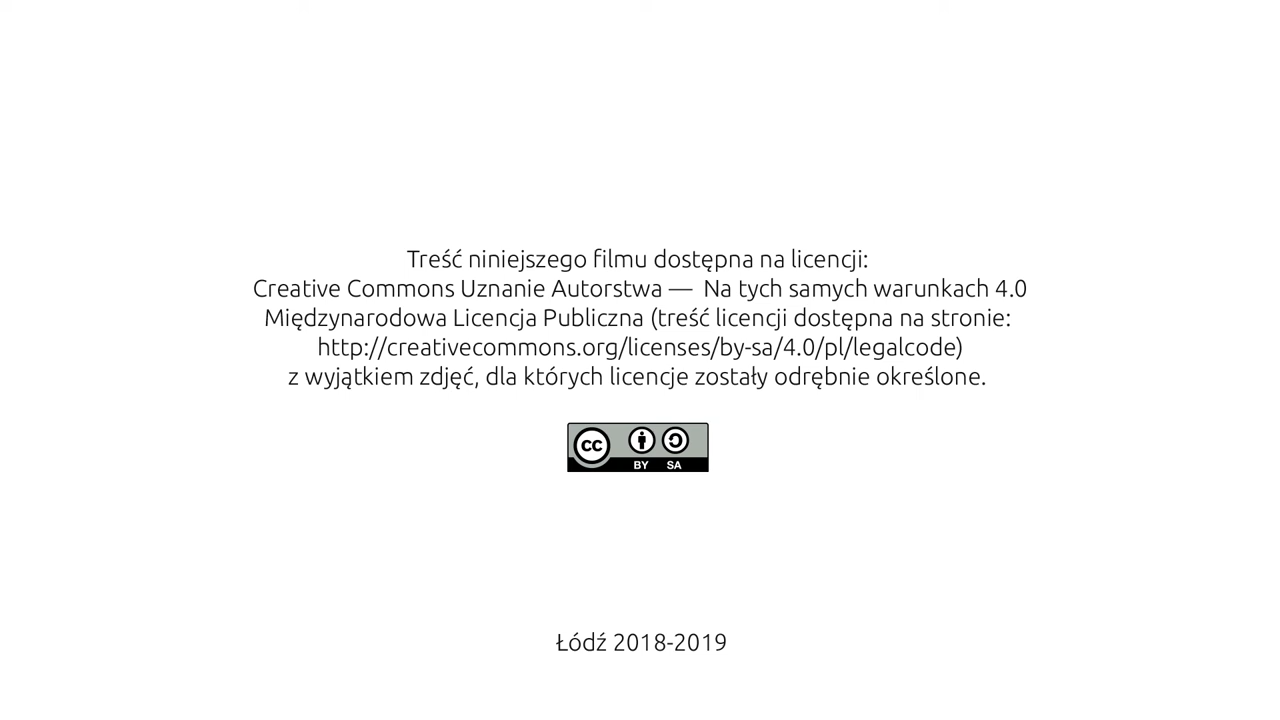 Treść niniejszego filmu dostępna na licencji:
Creative Commons Uznanie Autorstwa — Na tych samych warunkach 4.0
Międzynarodowa Licencja Publiczna (treść licencji dostępna na stronie:
http://creativecommons.org/licenses/by-sa/4.0/pl/legalcode)
z wyjątkiem zdjęć, dla których licencje zostały odrębnie określone.
cc
BY SA
Łódź 2018-2019